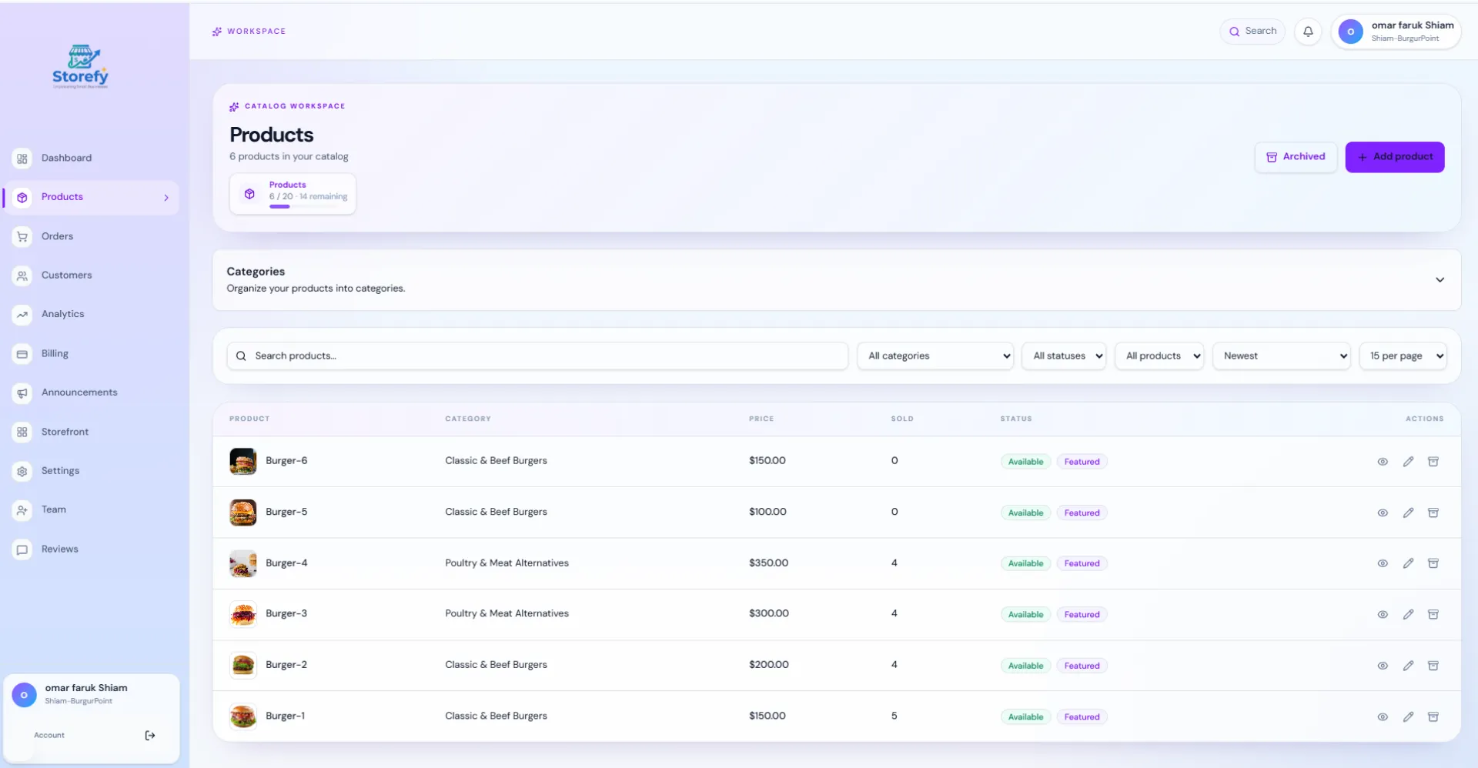 Storefy
Dashboard
Products
Orders
Customers
Analytics
Billing
Announcements
Storefront
Settings
Team
Reviews
O
omar faruk Shiam
Shiam-BurgurPoint
Account
WORKSPACE
Search
O
omar faruk Shiam
Shiam-BurgurPoint
CATALOG WORKSPACE
Products
6 products in your catalog
Products
6 / 20 · 14 remaining
Archived
+ Add product
Categories
Organize your products into categories.
Search products...
All categories
All statuses
All products
Newest
15 per page
PRODUCT CATEGORY PRICE SOLD STATUS ACTIONS
Burger-6 Classic & Beef Burgers $150.00 0 Available Featured
Burger-5 Classic & Beef Burgers $100.00 0 Available Featured
Burger-4 Poultry & Meat Alternatives $350.00 4 Available Featured
Burger-3 Poultry & Meat Alternatives $300.00 4 Available Featured
Burger-2 Classic & Beef Burgers $200.00 4 Available Featured
Burger-1 Classic & Beef Burgers $150.00 5 Available Featured